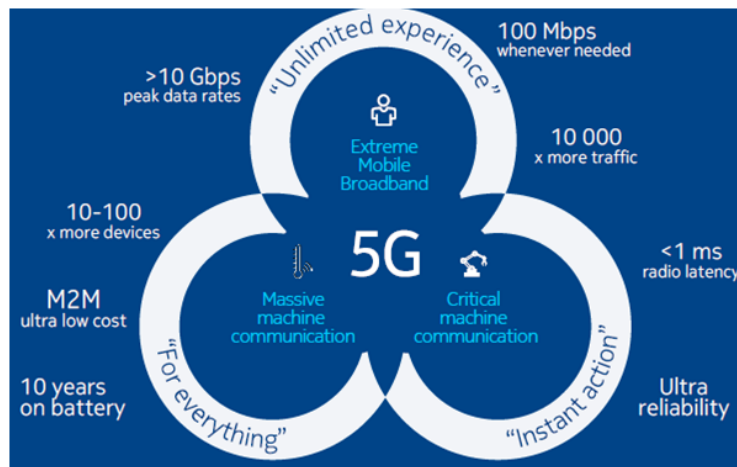 "Unlimited experience"
100 Mbps
whenever needed
>10 Gbps
peak data rates
Extreme
Mobile
Broadband
10 000
x more traffic
10-100
x more devices
5G
<1 ms
radio latency
M2M
ultra low cost
Massive
machine
communication
Critical
machine
communication
10 years
on battery
"For everything"
"Instant action"
Ultra
reliability